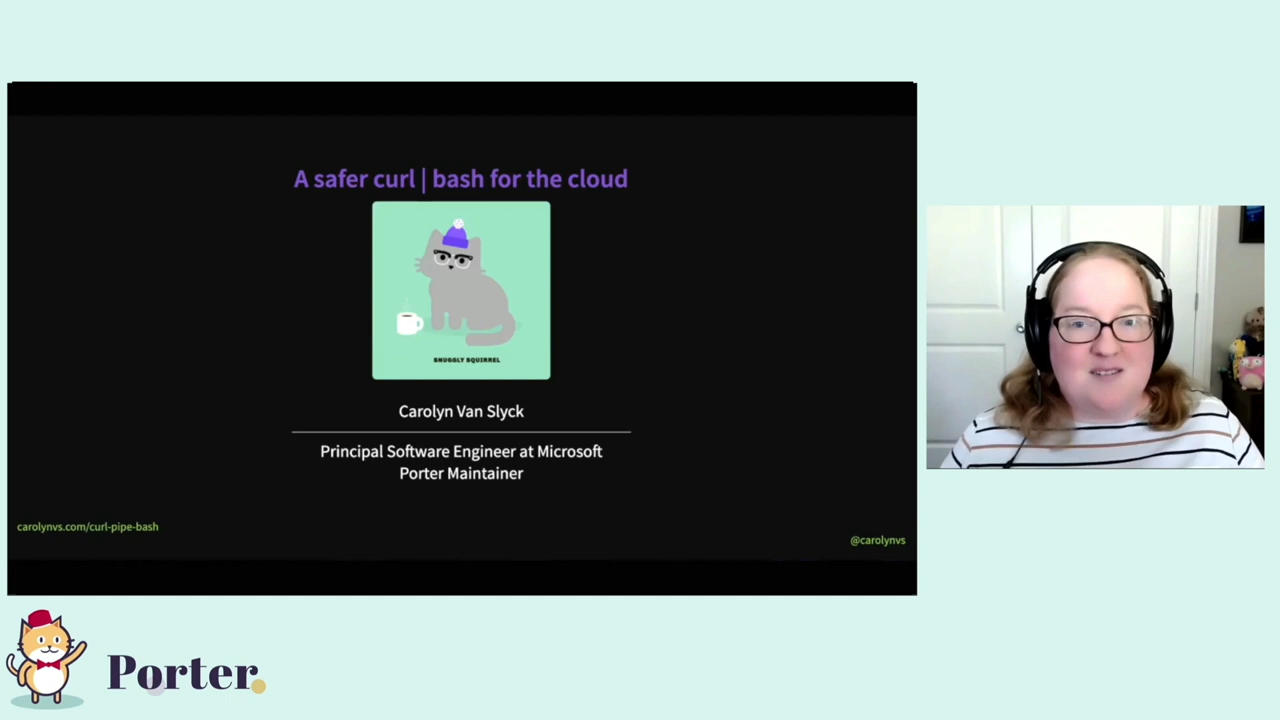 A safer curl | bash for the cloud
SNUGGLY SQUIRREL
Carolyn Van Slyck
Principal Software Engineer at Microsoft
Porter Maintainer
carolynvs.com/curl-pipe-bash
@carolynvs
Porter.